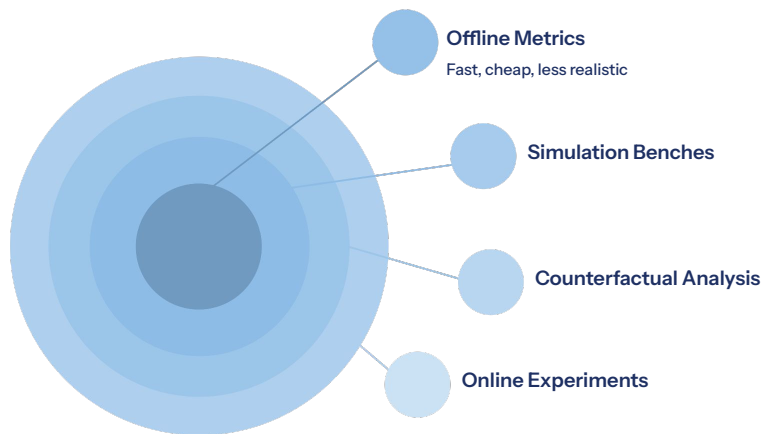 Offline Metrics
Fast, cheap, less realistic
Simulation Benches
Counterfactual Analysis
Online Experiments